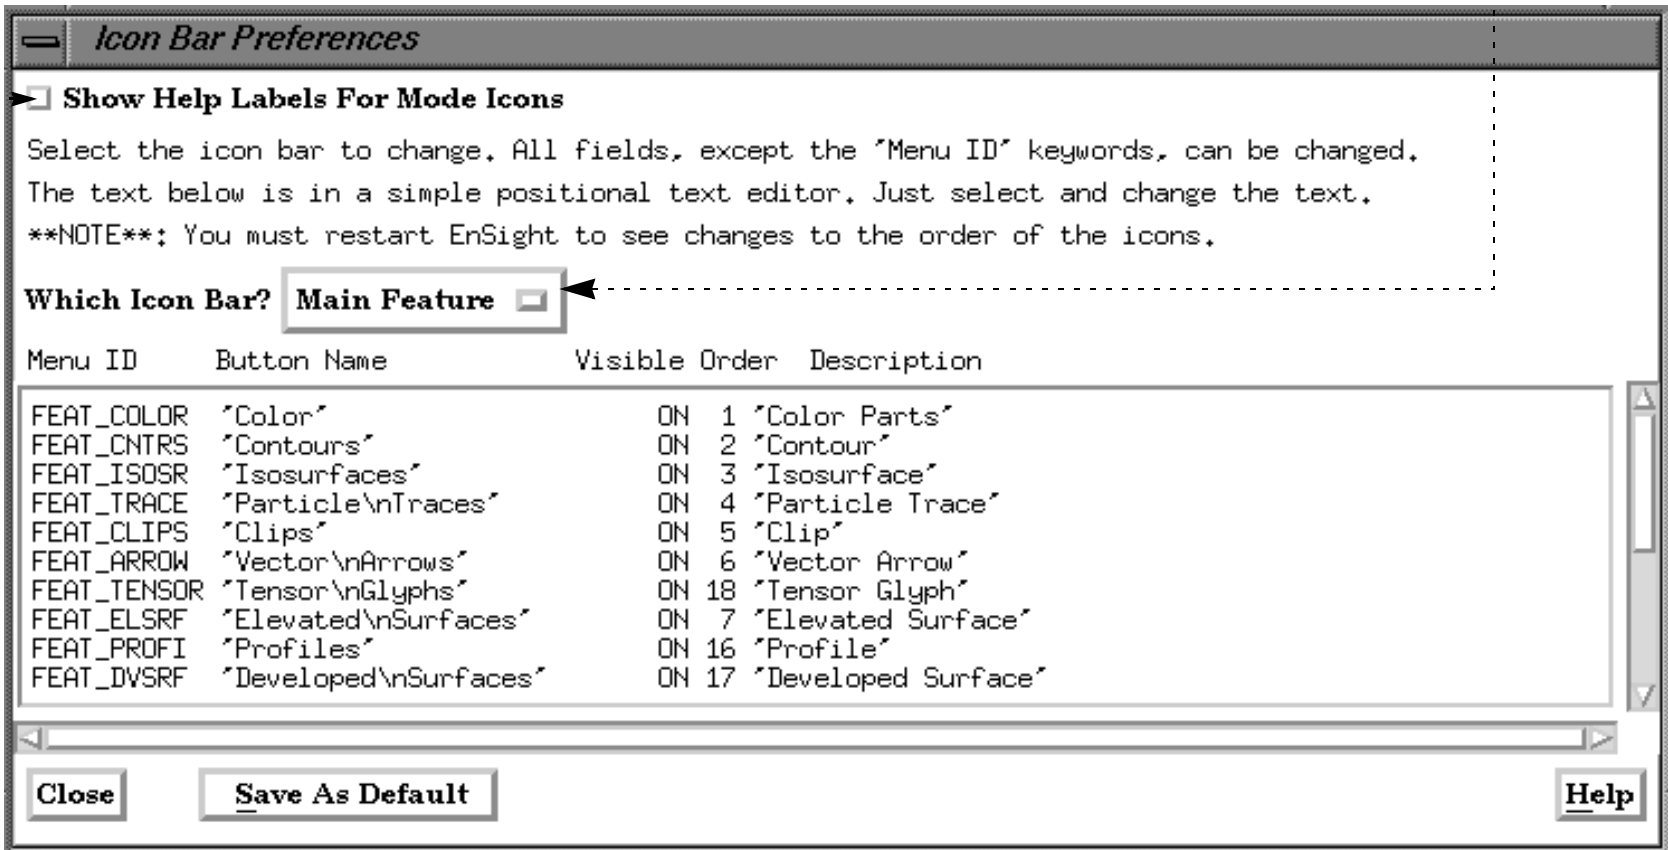 Icon Bar Preferences
Show Help Labels For Mode Icons
Select the icon bar to change. All fields, except the "Menu ID" keywords, can be changed.
The text below is in a simple positional text editor. Just select and change the text.
**NOTE**: You must restart EnSight to see changes to the order of the icons.
Which Icon Bar? Main Feature
Menu ID Button Name Visible Order Description
FEAT_COLOR "Color" ON 1 "Color Parts"
FEAT_CNTRS "Contours" ON 2 "Contour"
FEAT_ISOSR "Isosurfaces" ON 3 "Isosurface"
FEAT_TRACE "Particle\nTraces" ON 4 "Particle Trace"
FEAT_CLIPS "Clips" ON 5 "Clip"
FEAT_ARROW "Vector\nArrows" ON 6 "Vector Arrow"
FEAT_TENSOR "Tensor\nGlyphs" ON 18 "Tensor Glyph"
FEAT_ELSRF "Elevated\nSurfaces" ON 7 "Elevated Surface"
FEAT_PROFI "Profiles" ON 16 "Profile"
FEAT_DVSRF "Developed\nSurfaces" ON 17 "Developed Surface"
Close Save As Default Help